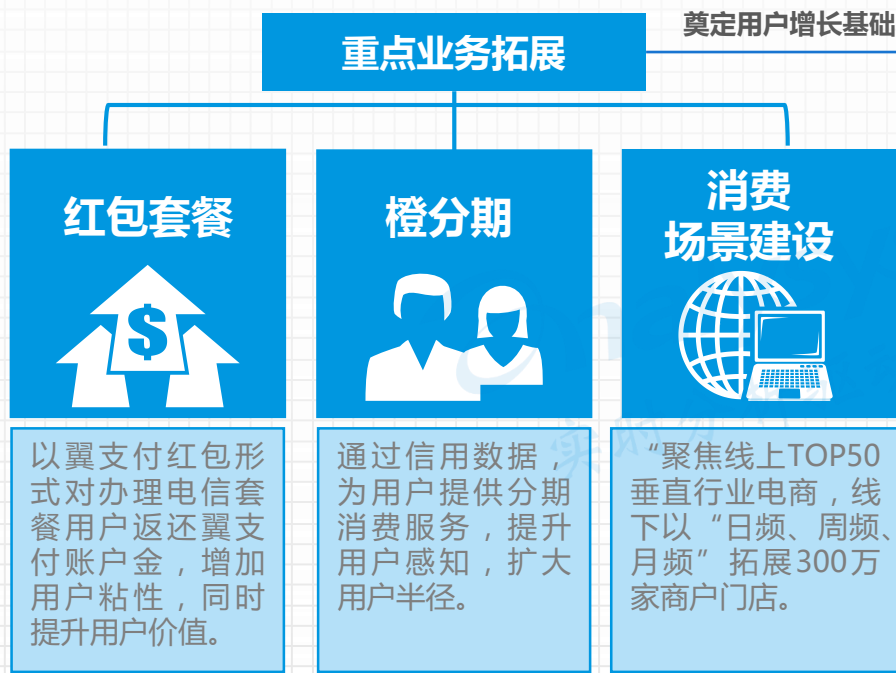 奠定用户增长基础
重点业务拓展
红包套餐
橙分期
消费
场景建设
$
以翼支付红包形
式对办理电信套
餐用户返还翼支
付账户金，增加
用户粘性，同时
提升用户价值。
通过信用数据，
为用户提供分期
消费服务，提升
用户感知，扩大
用户半径。
“聚焦线上TOP50
垂直行业电商，线
下以“日频、周频、
月频”拓展300万
家商户门店。